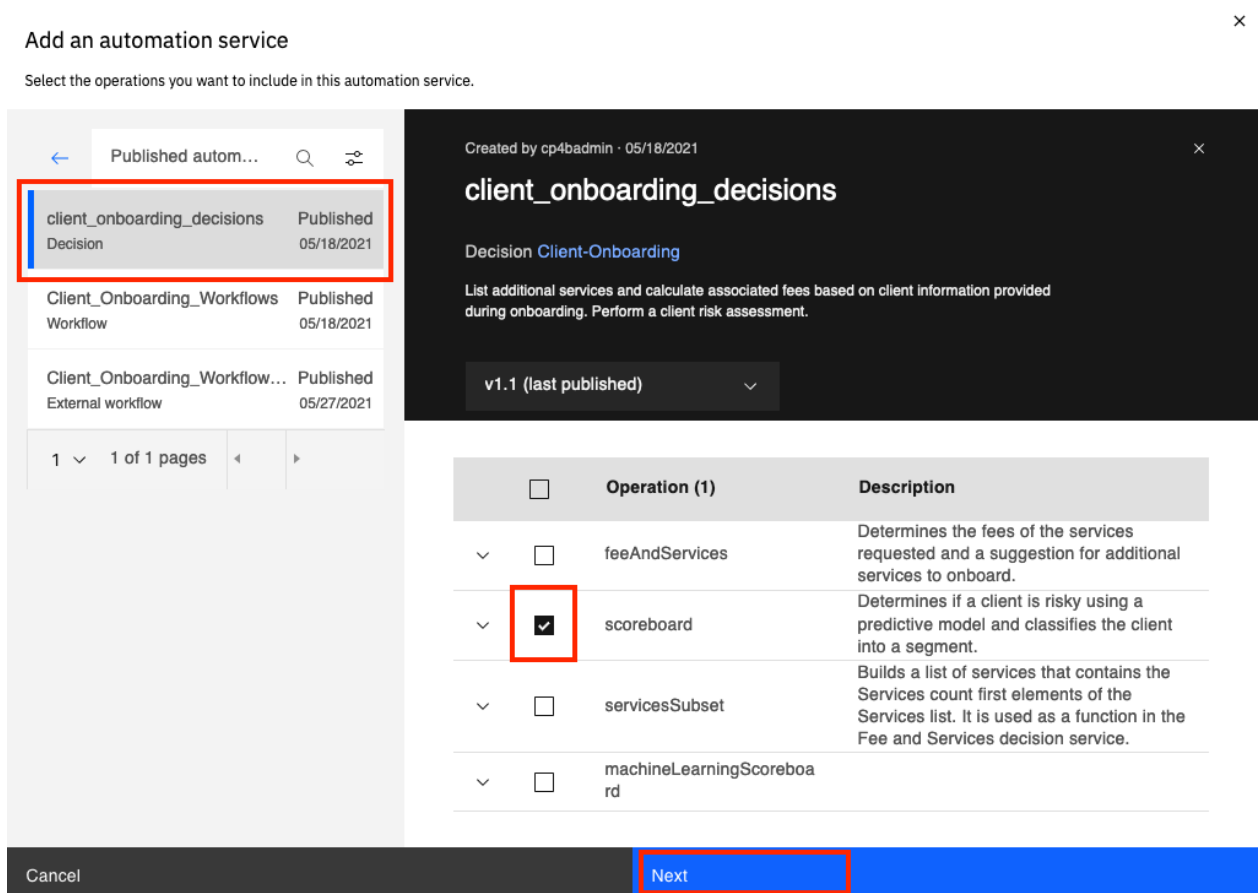 Add an automation service
Select the operations you want to include in this automation service.
Published autom...
client_onboarding_decisions Published
Decision 05/18/2021
Client_Onboarding_Workflows Published
Workflow 05/18/2021
Client_Onboarding_Workflow... Published
External workflow 05/27/2021
1 1 of 1 pages
Created by cp4badmin · 05/18/2021
client_onboarding_decisions
Decision Client-Onboarding
List additional services and calculate associated fees based on client information provided
during onboarding. Perform a client risk assessment.
v1.1 (last published)
Operation (1) Description
feeAndServices
Determines the fees of the services
requested and a suggestion for additional
services to onboard.
scoreboard
Determines if a client is risky using a
predictive model and classifies the client
into a segment.
servicesSubset
Builds a list of services that contains the
Services count first elements of the
Services list. It is used as a function in the
Fee and Services decision service.
machineLearningScoreboa
rd
Cancel
Next